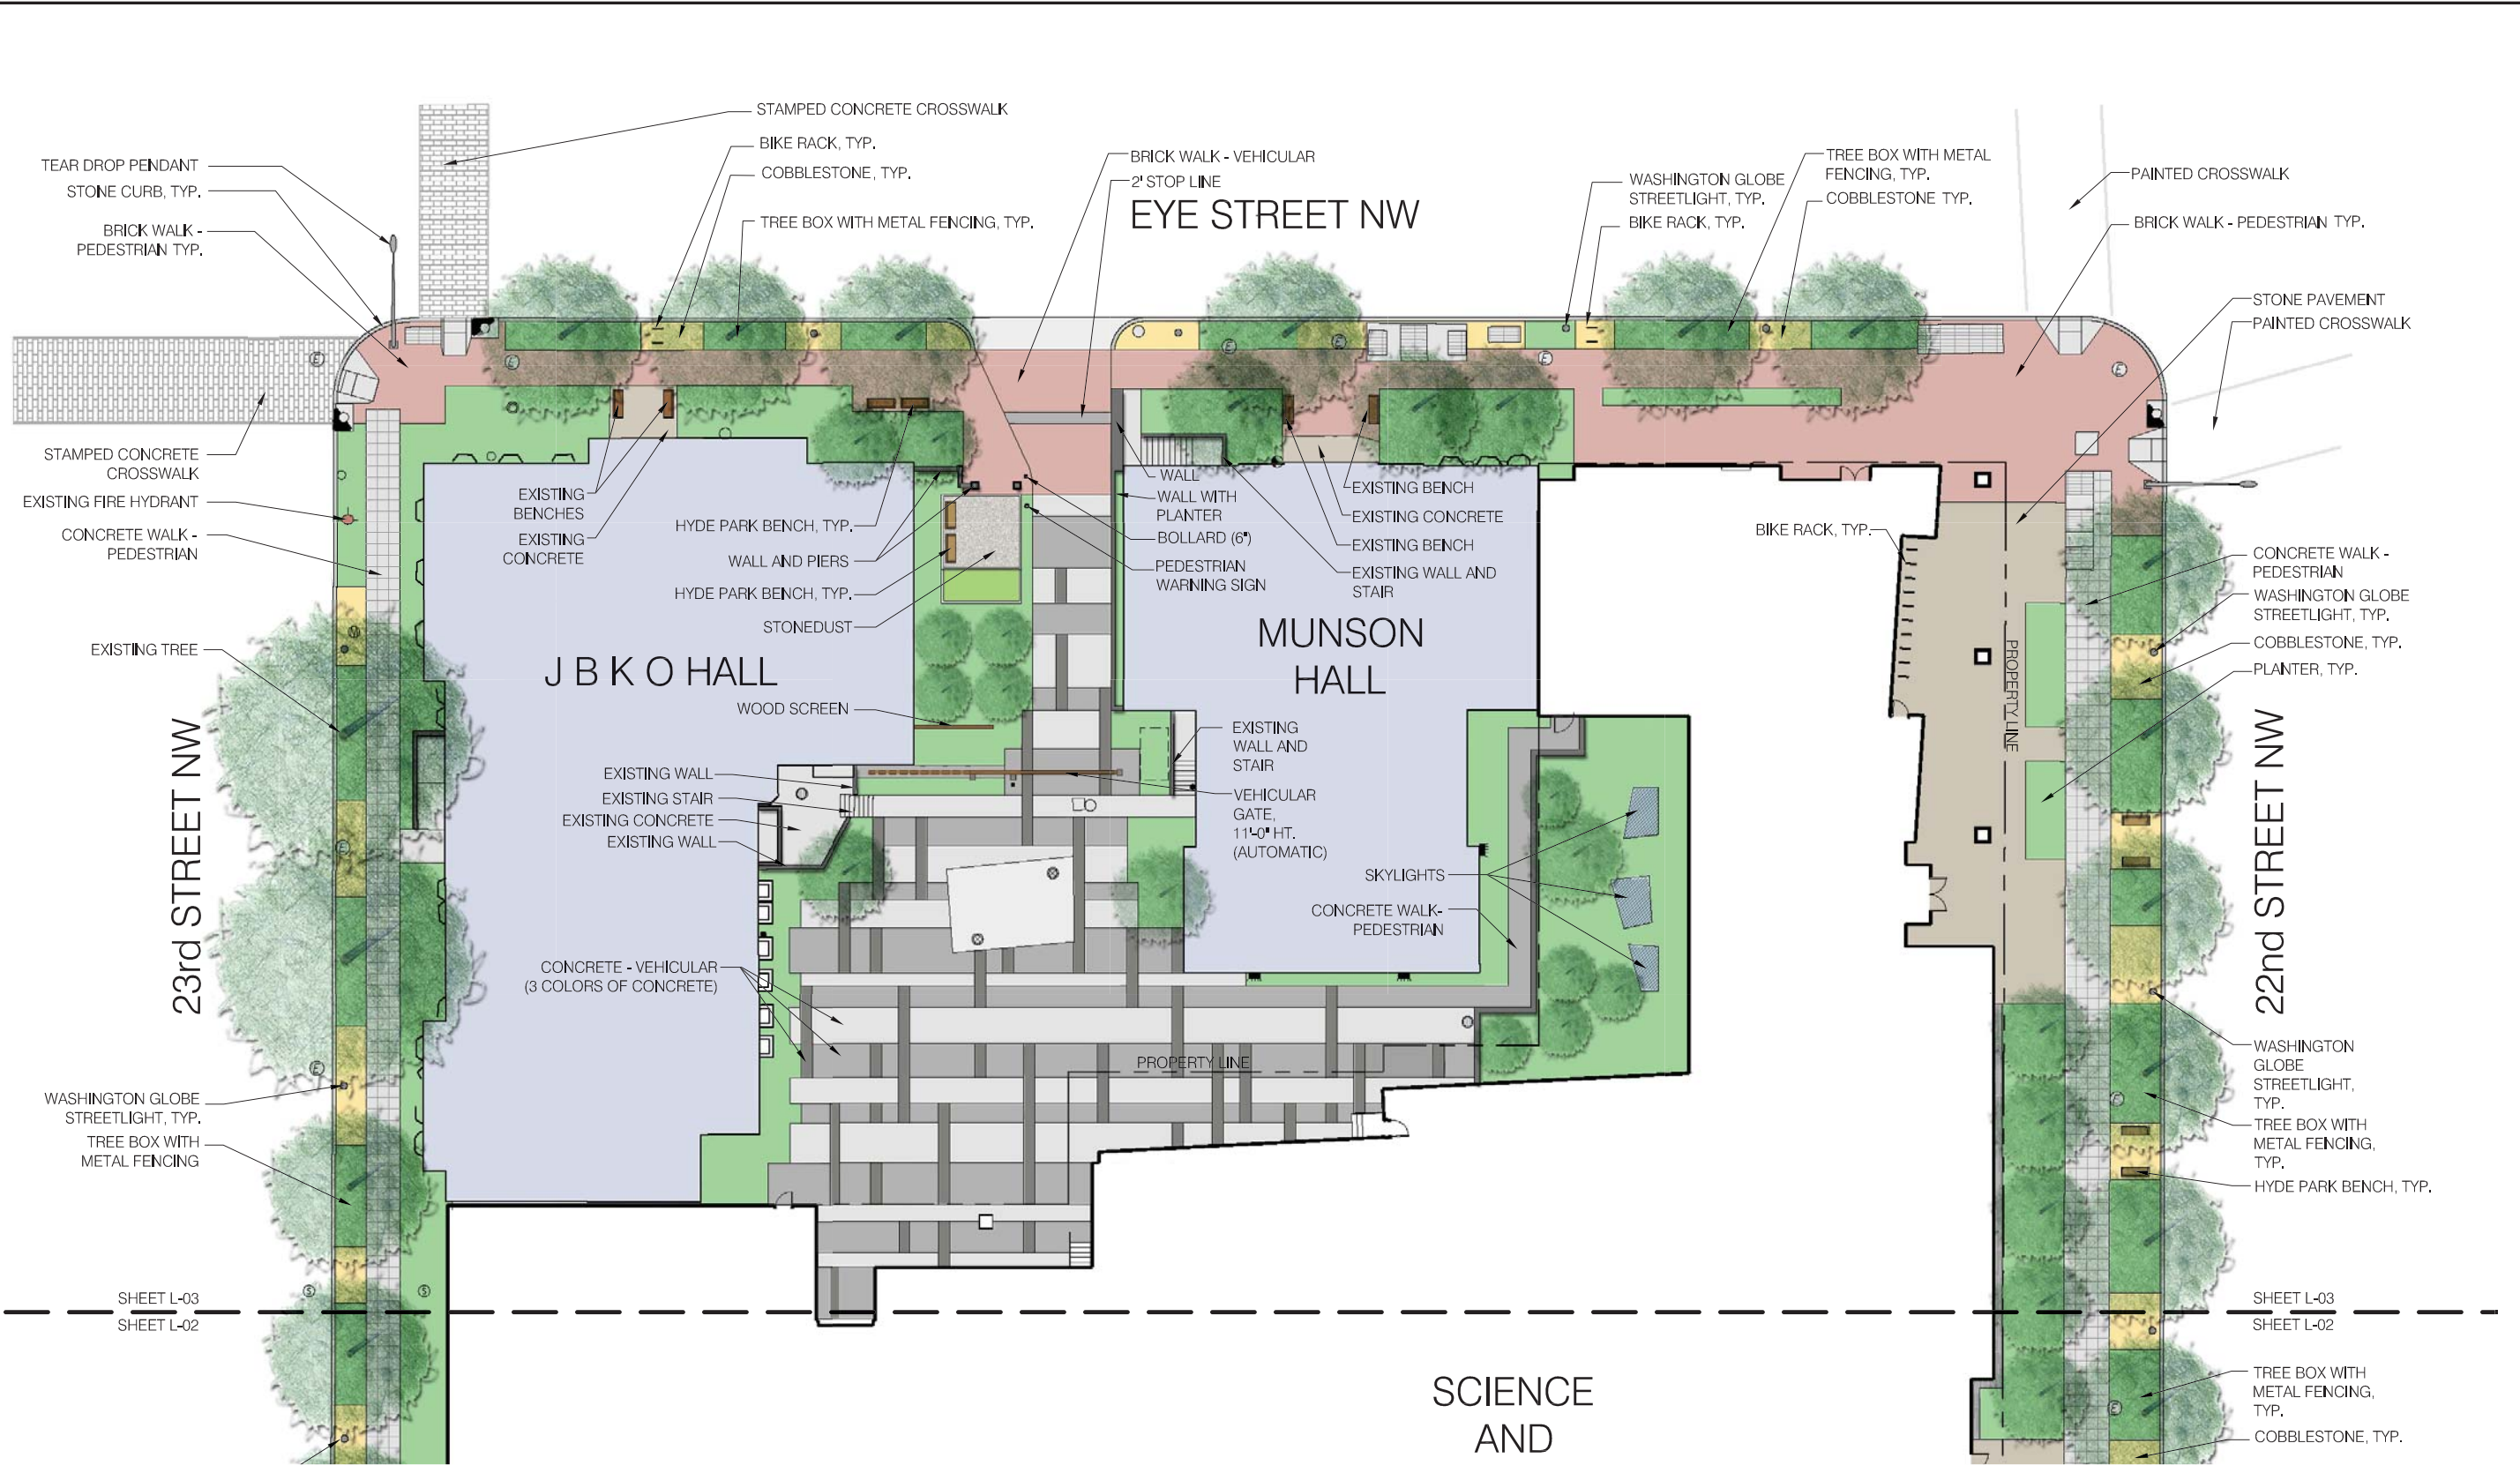 STAMPED CONCRETE CROSSWALK
BIKE RACK, TYP.
COBBLESTONE, TYP.
TREE BOX WITH METAL FENCING, TYP.
TEAR DROP PENDANT
STONE CURB, TYP.
BRICK WALK -
PEDESTRIAN TYP.
BRICK WALK - VEHICULAR
2' STOP LINE
EYE STREET NW
WASHINGTON GLOBE
STREETLIGHT, TYP.
BIKE RACK, TYP.
TREE BOX WITH METAL
FENCING, TYP.
COBBLESTONE TYP.
PAINTED CROSSWALK
BRICK WALK - PEDESTRIAN TYP.
STONE PAVEMENT
PAINTED CROSSWALK
STAMPED CONCRETE
CROSSWALK
EXISTING FIRE HYDRANT
CONCRETE WALK -
PEDESTRIAN
EXISTING TREE
23rd STREET NW
WASHINGTON GLOBE
STREETLIGHT, TYP.
TREE BOX WITH
METAL FENCING
SHEET L-03
SHEET L-02
EXISTING
BENCHES
EXISTING
CONCRETE
HYDE PARK BENCH, TYP.
WALL AND PIERS
HYDE PARK BENCH, TYP.
STONEDUST
J B K O HALL
WOOD SCREEN
EXISTING WALL
EXISTING STAIR
EXISTING CONCRETE
EXISTING WALL
CONCRETE - VEHICULAR
(3 COLORS OF CONCRETE)
WALL
WALL WITH
PLANTER
BOLLARD (6")
PEDESTRIAN
WARNING SIGN
EXISTING BENCH
EXISTING CONCRETE
EXISTING BENCH
EXISTING WALL AND
STAIR
MUNSON
HALL
EXISTING
WALL AND
STAIR
VEHICULAR
GATE,
11'-0" HT.
(AUTOMATIC)
SKYLIGHTS
CONCRETE WALK-
PEDESTRIAN
PROPERTY LINE
BIKE RACK, TYP.
PROPERTY LINE
CONCRETE WALK -
PEDESTRIAN
WASHINGTON GLOBE
STREETLIGHT, TYP.
COBBLESTONE, TYP.
PLANTER, TYP.
22nd STREET NW
WASHINGTON
GLOBE
STREETLIGHT,
TYP.
TREE BOX WITH
METAL FENCING,
TYP.
HYDE PARK BENCH, TYP.
SHEET L-03
SHEET L-02
TREE BOX WITH
METAL FENCING,
TYP.
COBBLESTONE, TYP.
SCIENCE
AND